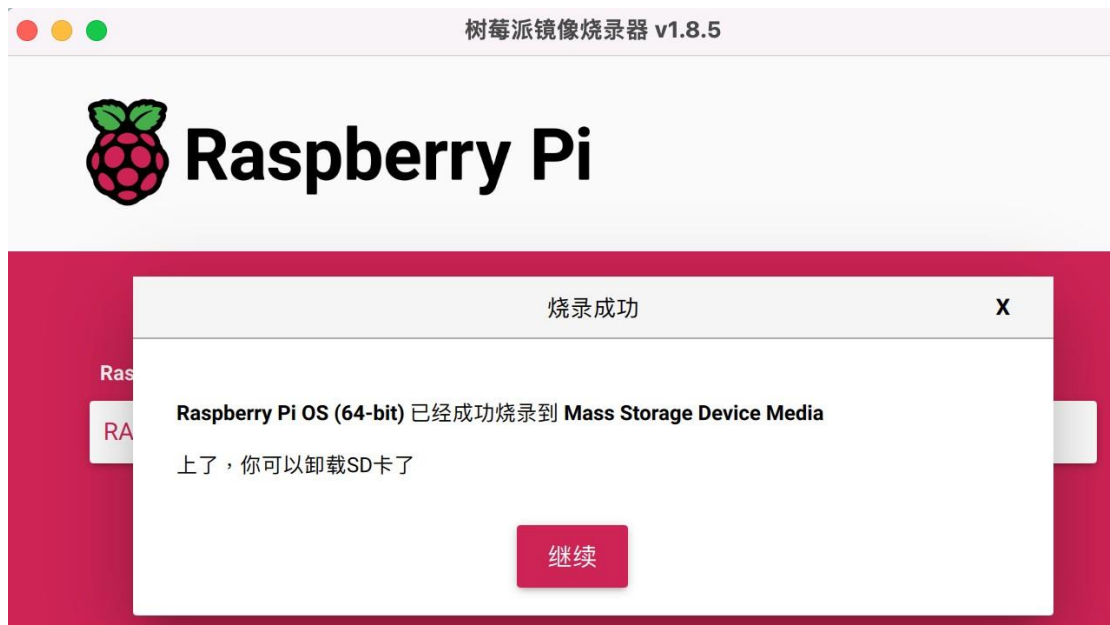 树莓派镜像烧录器 v1.8.5
Raspberry Pi
烧录成功
X
Ras
Raspberry Pi OS (64-bit) 已经成功烧录到 Mass Storage Device Media
RA
上了，你可以卸载SD卡了
继续